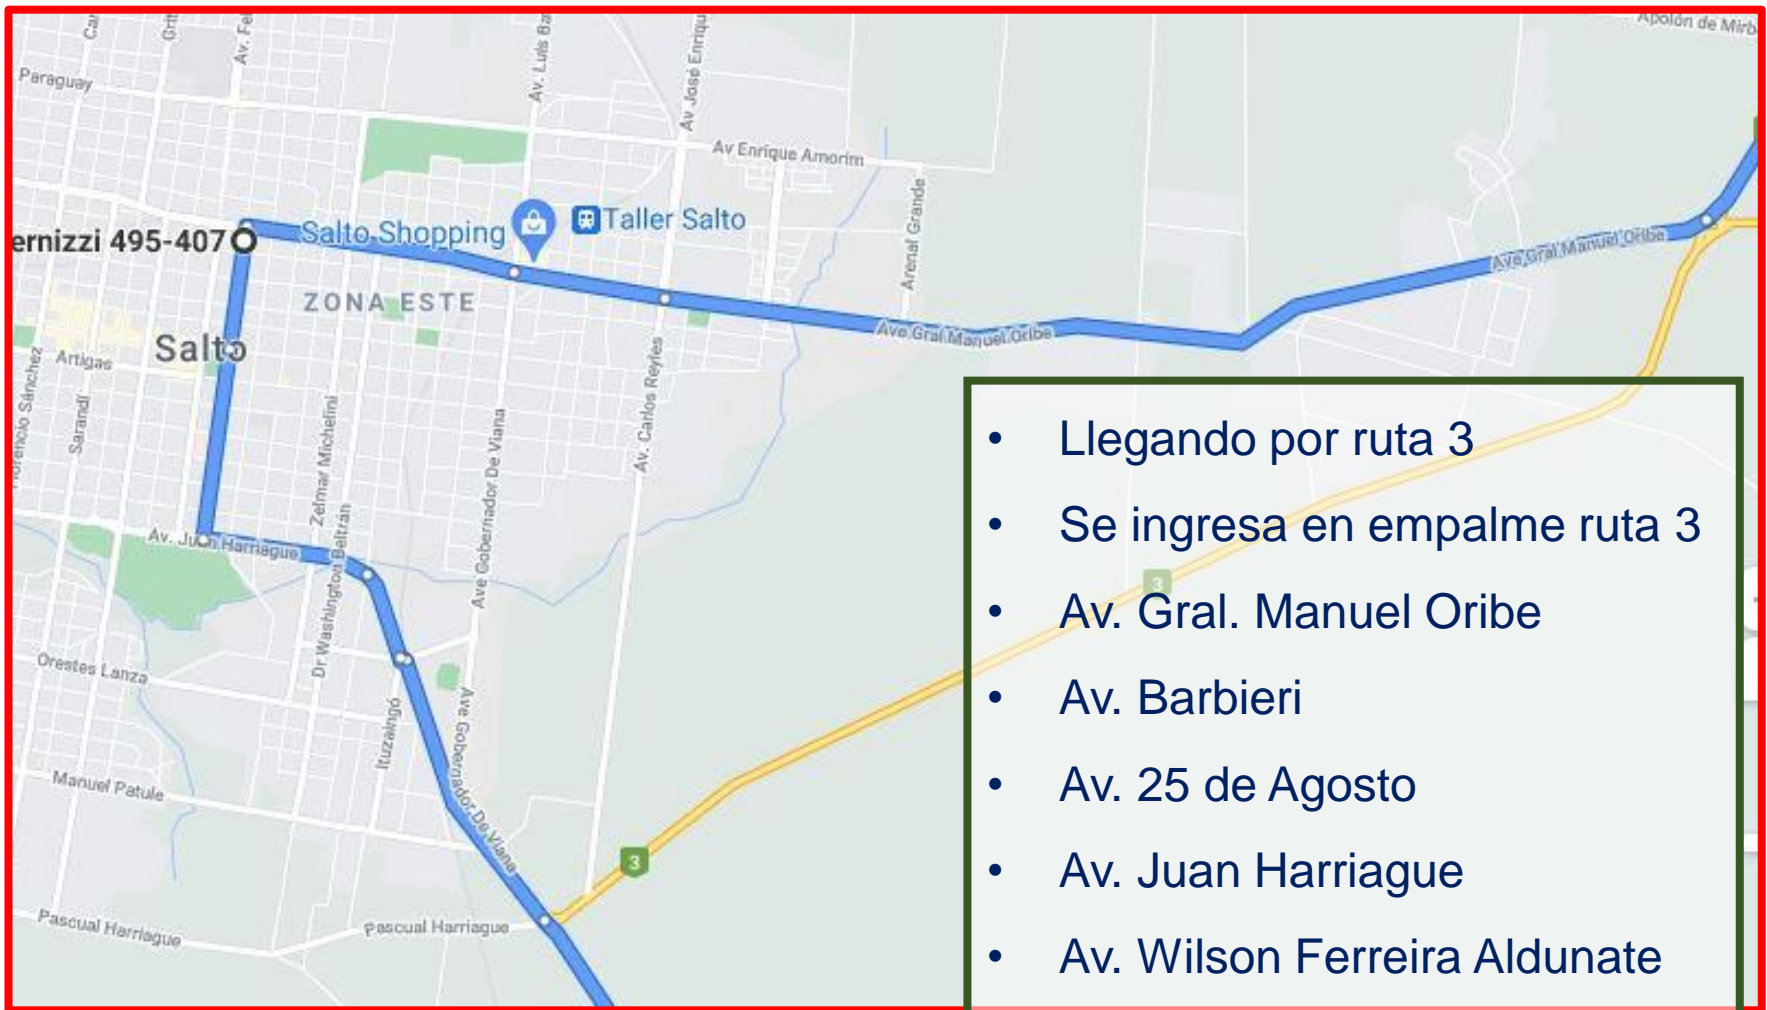 Paraguay
Av. Luis Ba
Av José Enriqu
Apolón de Mirb
Av Enrique Amorim
Arenal Grande
Salto Shopping
Taller Salto
ernizzi 495-407
Ave Gral Manuel Oribe
ZONA ESTE
Ave Gral Manuel Oribe
Salto
Artigas
Sarandí
Florencio Sánchez
Zelmar Michelini
Ave Gobernador De Viana
Av. Carlos Reyles
Av. Juan Harriague
Dr Washington Beltrán
Orestes Lanza
Ituzaingó
Ave Gobernador De Viana
Manuel Patule
3
3
Pascual Harriague
Pascual Harriague
• Llegando por ruta 3
• Se ingresa en empalme ruta 3
• Av. Gral. Manuel Oribe
• Av. Barbieri
• Av. 25 de Agosto
• Av. Juan Harriague
• Av. Wilson Ferreira Aldunate